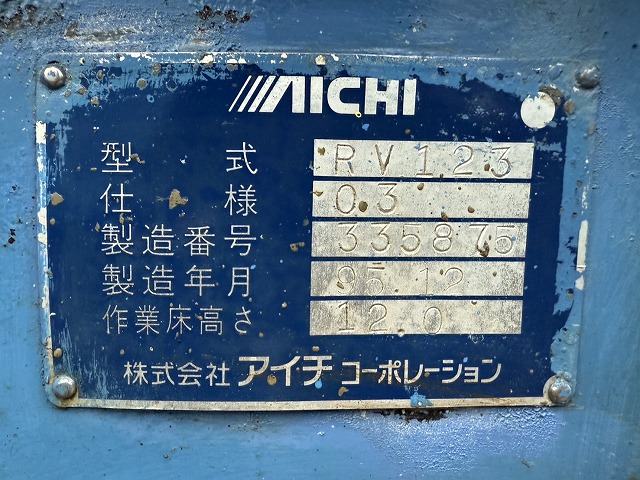 AICHI
型式 RV123
仕様 03
製造番号 335875
製造年月 95 12
作業床高さ 12 0
株式会社 アイチ コーポレーション